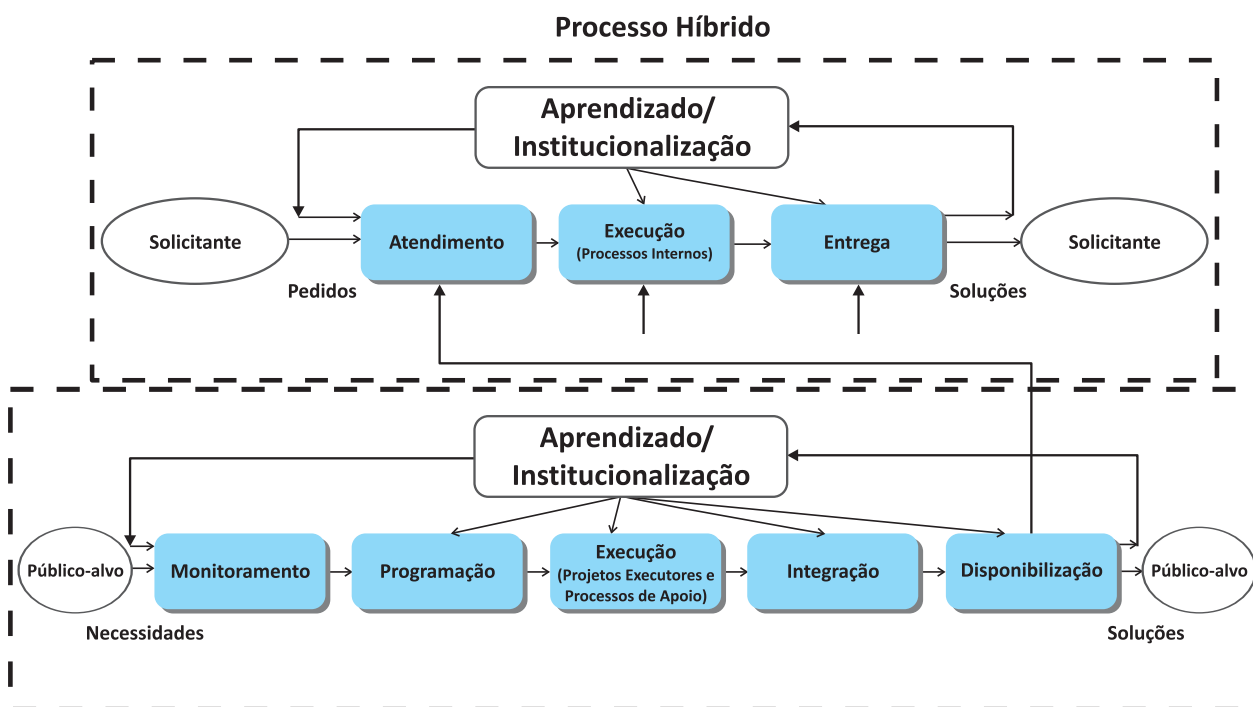 Processo Híbrido
Aprendizado/
Institucionalização
Solicitante
Atendimento
Execução
(Processos Internos)
Entrega
Solicitante
Pedidos
Soluções
Aprendizado/
Institucionalização
Público-alvo
Monitoramento
Programação
Execução
(Projetos Executores e
Processos de Apoio)
Integração
Disponibilização
Público-alvo
Necessidades
Soluções